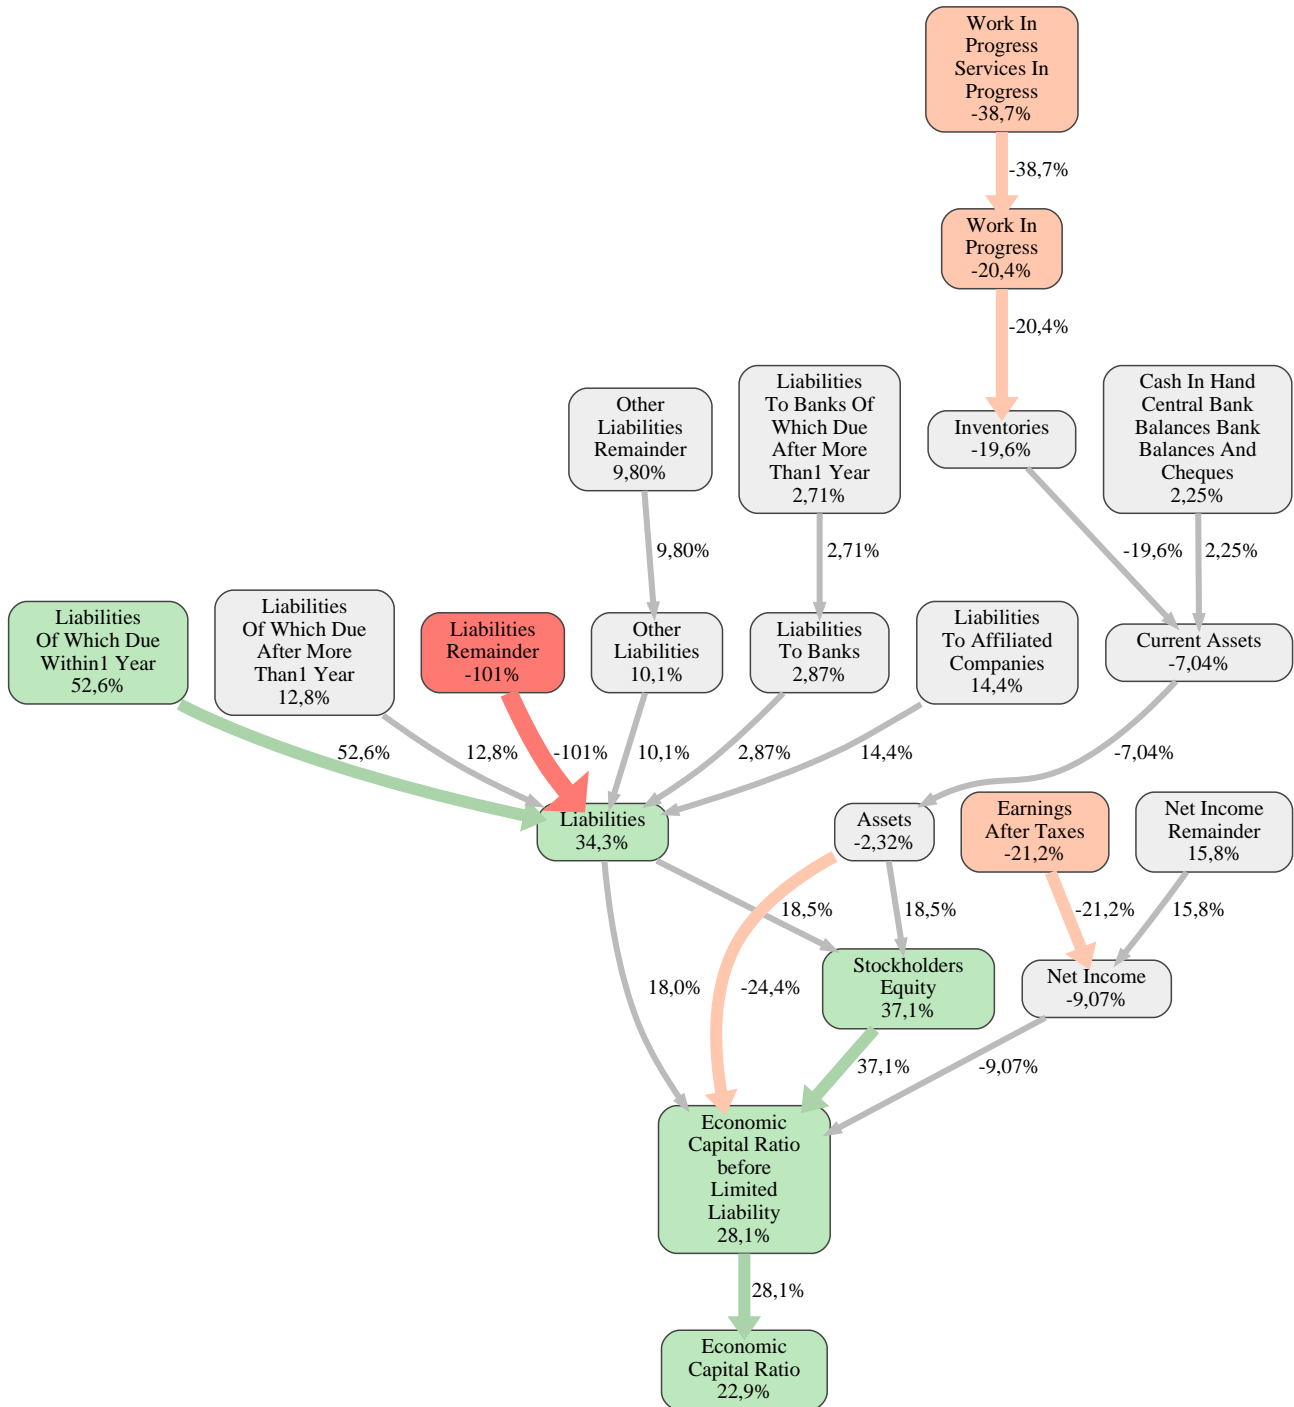 Work In
Progress
Services In
Progress
-38,7%
-38,7%
Work In
Progress
-20,4%
-20,4%
Other
Liabilities
Remainder
9,80%
Liabilities
To Banks Of
Which Due
After More
Than1 Year
2,71%
Inventories
-19,6%
Cash In Hand
Central Bank
Balances Bank
Balances And
Cheques
2,25%
9,80%
2,71%
-19,6%
2,25%
Liabilities
Of Which Due
Within1 Year
52,6%
Liabilities
Of Which Due
After More
Than1 Year
12,8%
Liabilities
Remainder
-101%
Other
Liabilities
10,1%
Liabilities
To Banks
2,87%
Liabilities
To Affiliated
Companies
14,4%
Current Assets
-7,04%
52,6%
12,8%
-101%
10,1%
2,87%
14,4%
-7,04%
Liabilities
34,3%
Assets
-2,32%
Earnings
After Taxes
-21,2%
Net Income
Remainder
15,8%
18,5%
18,5%
-21,2%
15,8%
18,0%
-24,4%
Stockholders
Equity
37,1%
Net Income
-9,07%
37,1%
-9,07%
Economic
Capital Ratio
before
Limited
Liability
28,1%
28,1%
Economic
Capital Ratio
22,9%